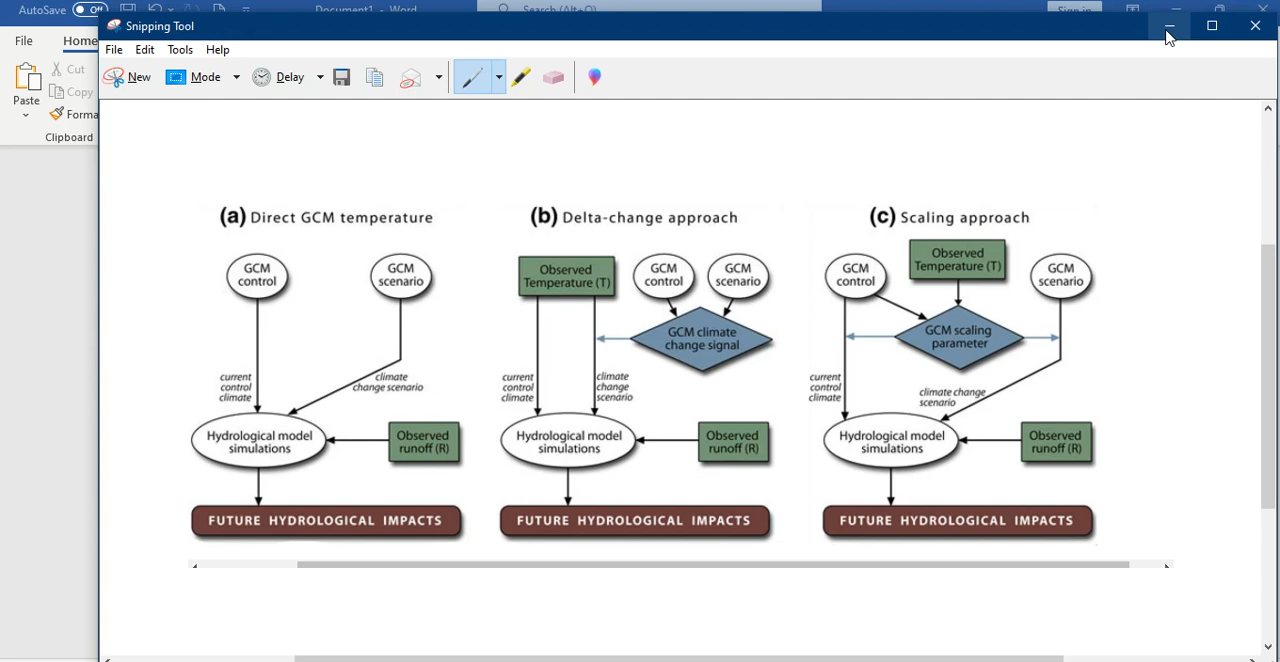 AutoSave Off Document1 - Word Search (Alt+Q) Sign in
Snipping Tool
File Home
File Edit Tools Help
Paste
Cut
Copy
Forma
Clipboard
New Mode Delay
(a) Direct GCM temperature
GCM
control
GCM
scenario
current
control
climate
climate
change scenario
Hydrological model
simulations
Observed
runoff (R)
FUTURE HYDROLOGICAL IMPACTS
(b) Delta-change approach
Observed
Temperature (T)
GCM
control
GCM
scenario
GCM climate
change signal
current
control
climate
climate
change
scenario
Hydrological model
simulations
Observed
runoff (R)
FUTURE HYDROLOGICAL IMPACTS
(c) Scaling approach
GCM
control
Observed
Temperature (T)
GCM
scenario
GCM scaling
parameter
current
control
climate
climate change
scenario
Hydrological model
simulations
Observed
runoff (R)
FUTURE HYDROLOGICAL IMPACTS